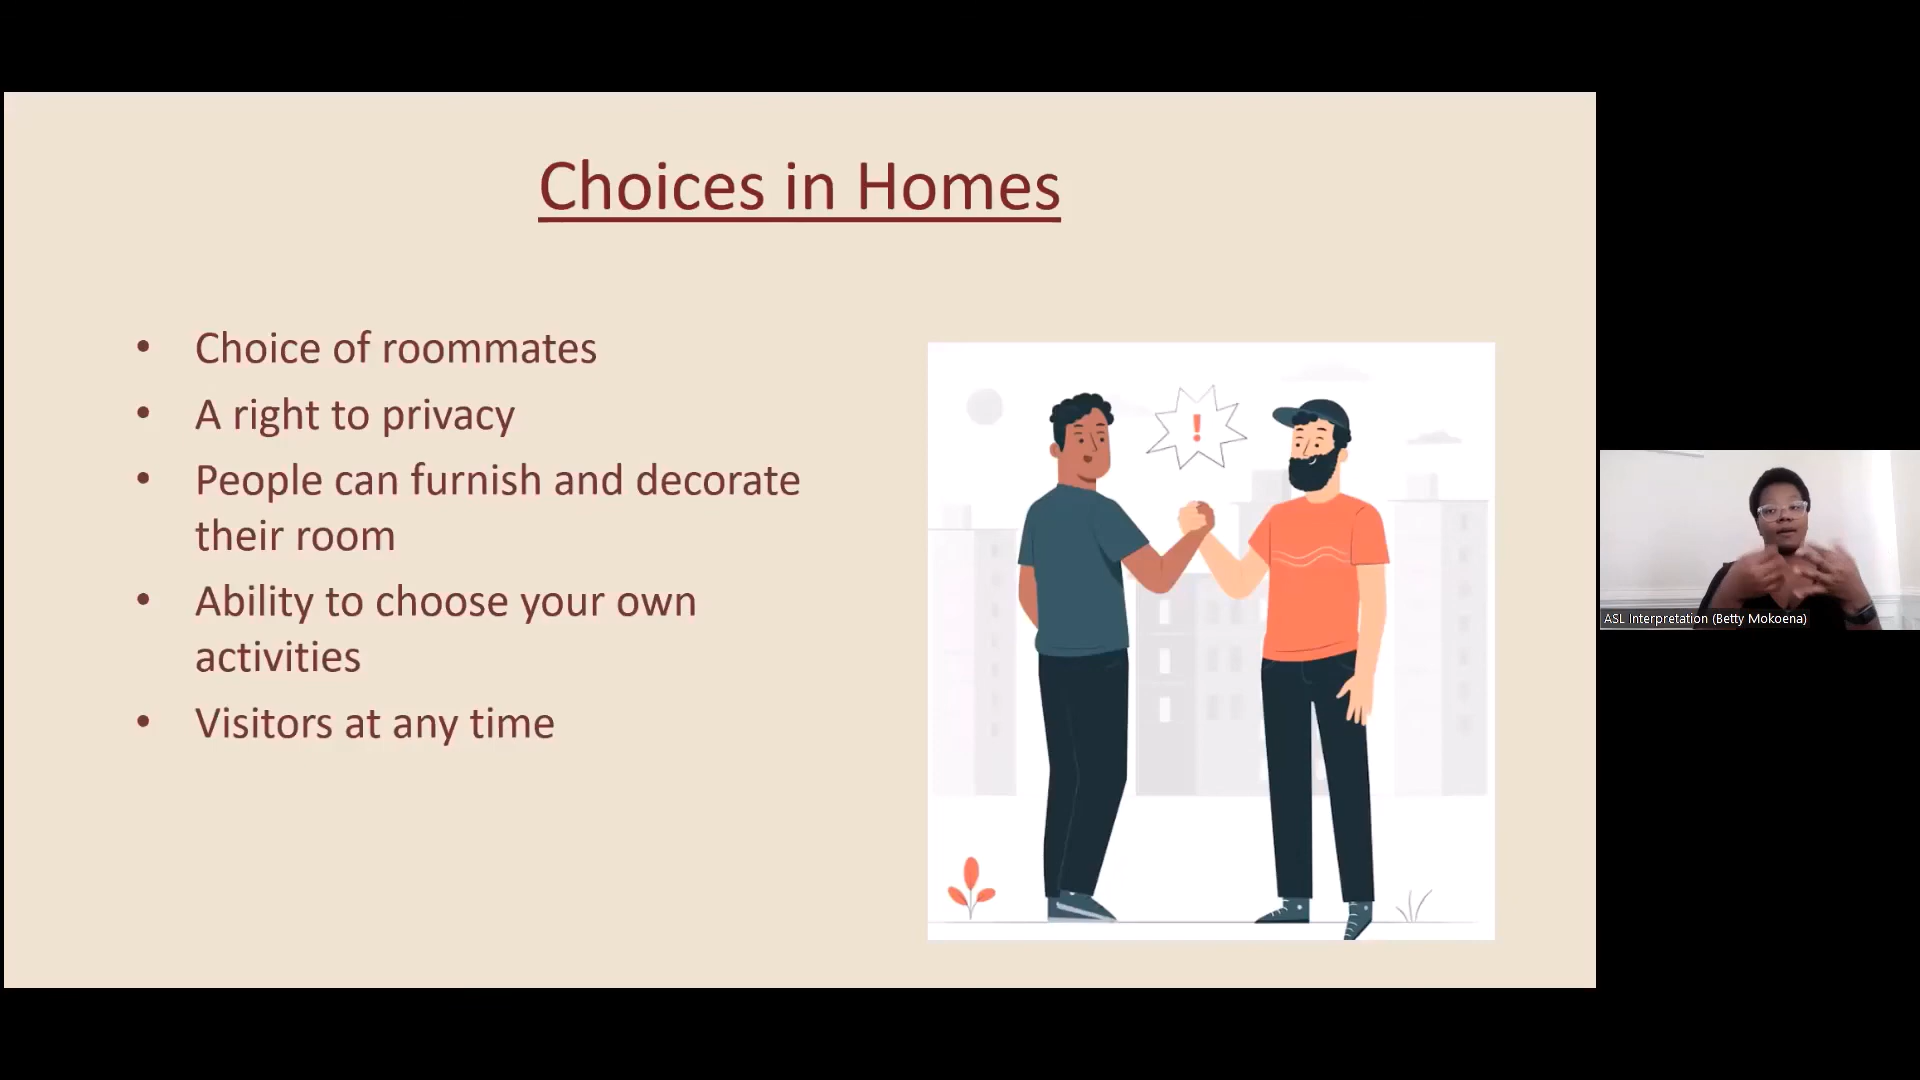 Choices in Homes
• Choice of roommates
• A right to privacy
• People can furnish and decorate
their room
• Ability to choose your own
activities
• Visitors at any time
!
ASL Interpretation (Betty Mokoena)